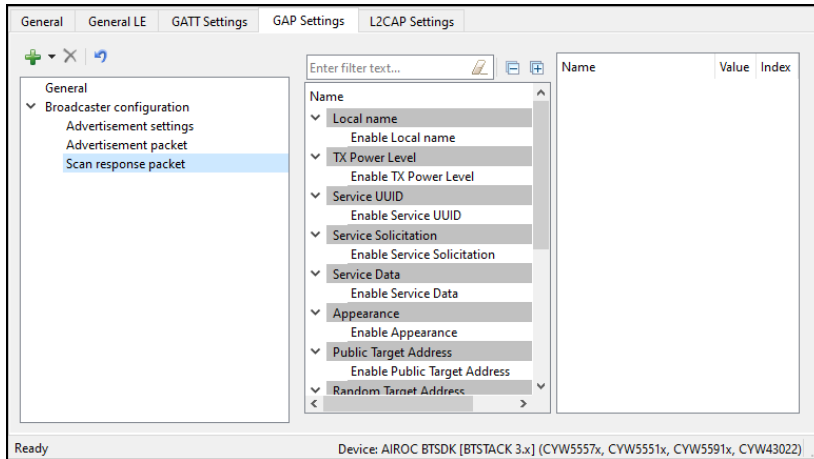 General General LE GATT Settings GAP Settings L2CAP Settings
General
Broadcaster configuration
Advertisement settings
Advertisement packet
Scan response packet
Enter filter text...
Name
Local name
Enable Local name
TX Power Level
Enable TX Power Level
Service UUID
Enable Service UUID
Service Solicitation
Enable Service Solicitation
Service Data
Enable Service Data
Appearance
Enable Appearance
Public Target Address
Enable Public Target Address
Random Target Address
Name Value Index
Ready Device: AIROC BTSDK [BTSTACK 3.x] (CYW5557x, CYW5551x, CYW5591x, CYW43022)